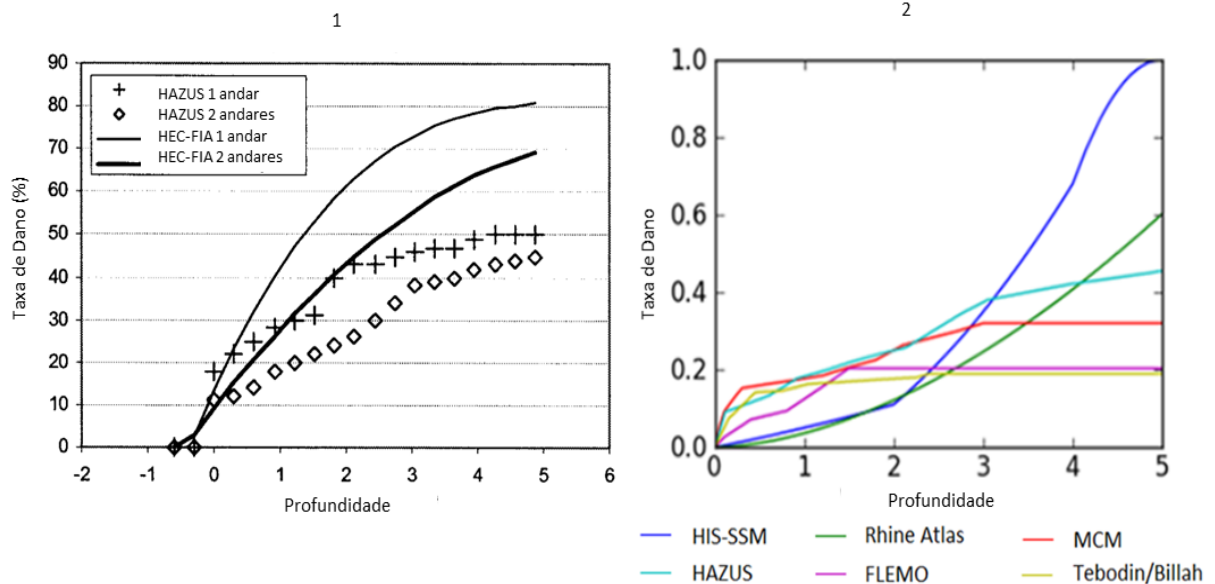 1
90
80
70
60
50
40
30
20
10
0
-2 -1 0 1 2 3 4 5 6
Taxa de Dano (%)
Profundidade
HAZUS 1 andar
HAZUS 2 andares
HEC-FIA 1 andar
HEC-FIA 2 andares
2
1.0
0.8
0.6
0.4
0.2
0.0
0 1 2 3 4 5
Taxa de Dano
Profundidade
HIS-SSM Rhine Atlas MCM
HAZUS FLEMO Tebodin/Billah